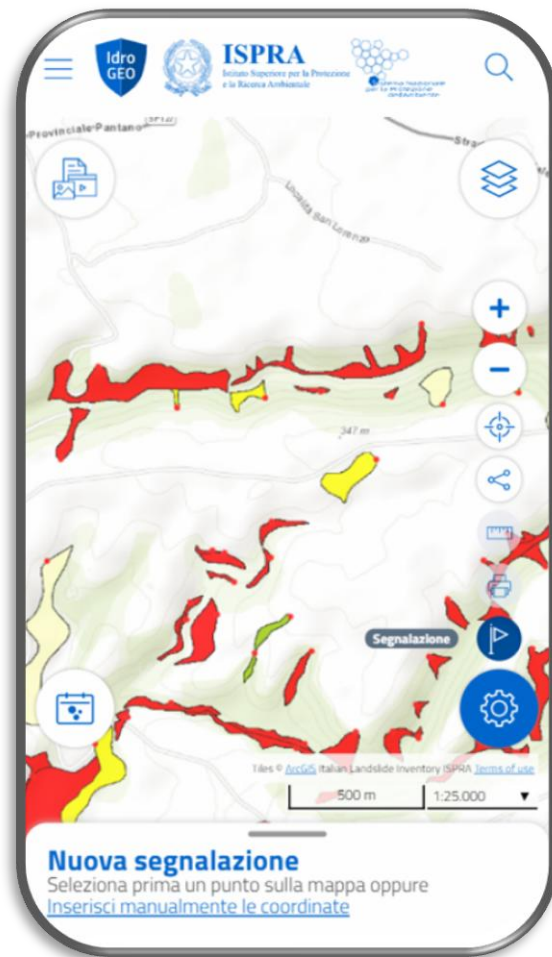 Idro
GEO
ISPRA
Istituto Superiore per la Protezione
e la Ricerca Ambientale
Provinciale-Pantano
Stra
Località San Lorenzo
347 m
Segnalazione
Tiles © ArcGIS Italian Landslide Inventory ISPRA Terms of use
500 m
1:25.000
Nuova segnalazione
Seleziona prima un punto sulla mappa oppure
Inserisci manualmente le coordinate